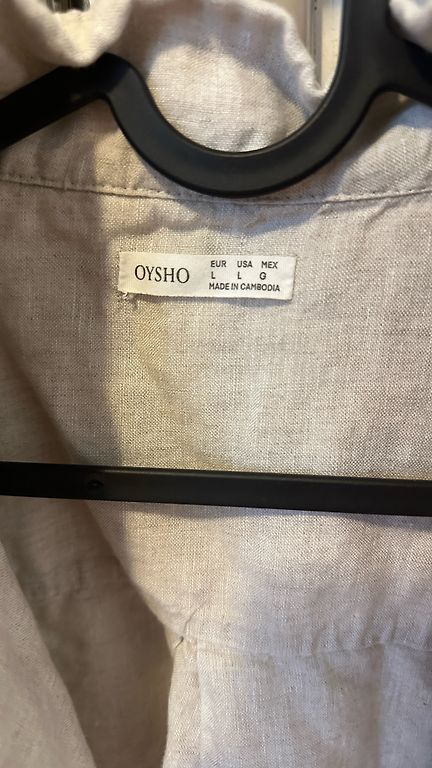 OYSHO
EUR USA MEX
L L G
MADE IN CAMBODIA